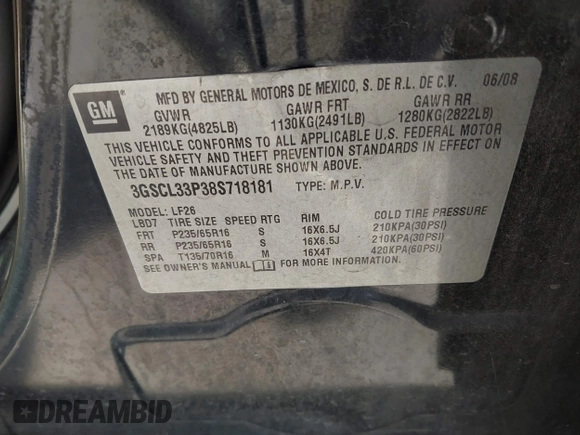 GM
MFD BY GENERAL MOTORS DE MEXICO, S. DE R.L. DE C.V. 06/08
GVWR GAWR FRT GAWR RR
2189KG(4825LB) 1130KG(2491LB) 1280KG(2822LB)
THIS VEHICLE CONFORMS TO ALL APPLICABLE U.S. FEDERAL MOTOR
VEHICLE SAFETY AND THEFT PREVENTION STANDARDS IN EFFECT ON
THE DATE OF MANUFACTURE SHOWN ABOVE.
3GSCL33P38S718181 TYPE: M.P.V.
MODEL: LF26
LBD7 TIRE SIZE SPEED RTG RIM COLD TIRE PRESSURE
FRT P235/65R16 S 16X6.5J 210KPA(30PSI)
RR P235/65R16 S 16X6.5J 210KPA(30PSI)
SPA T135/70R16 M 16X4T 420KPA(60PSI)
SEE OWNER'S MANUAL FOR MORE INFORMATION.
DREAMBID